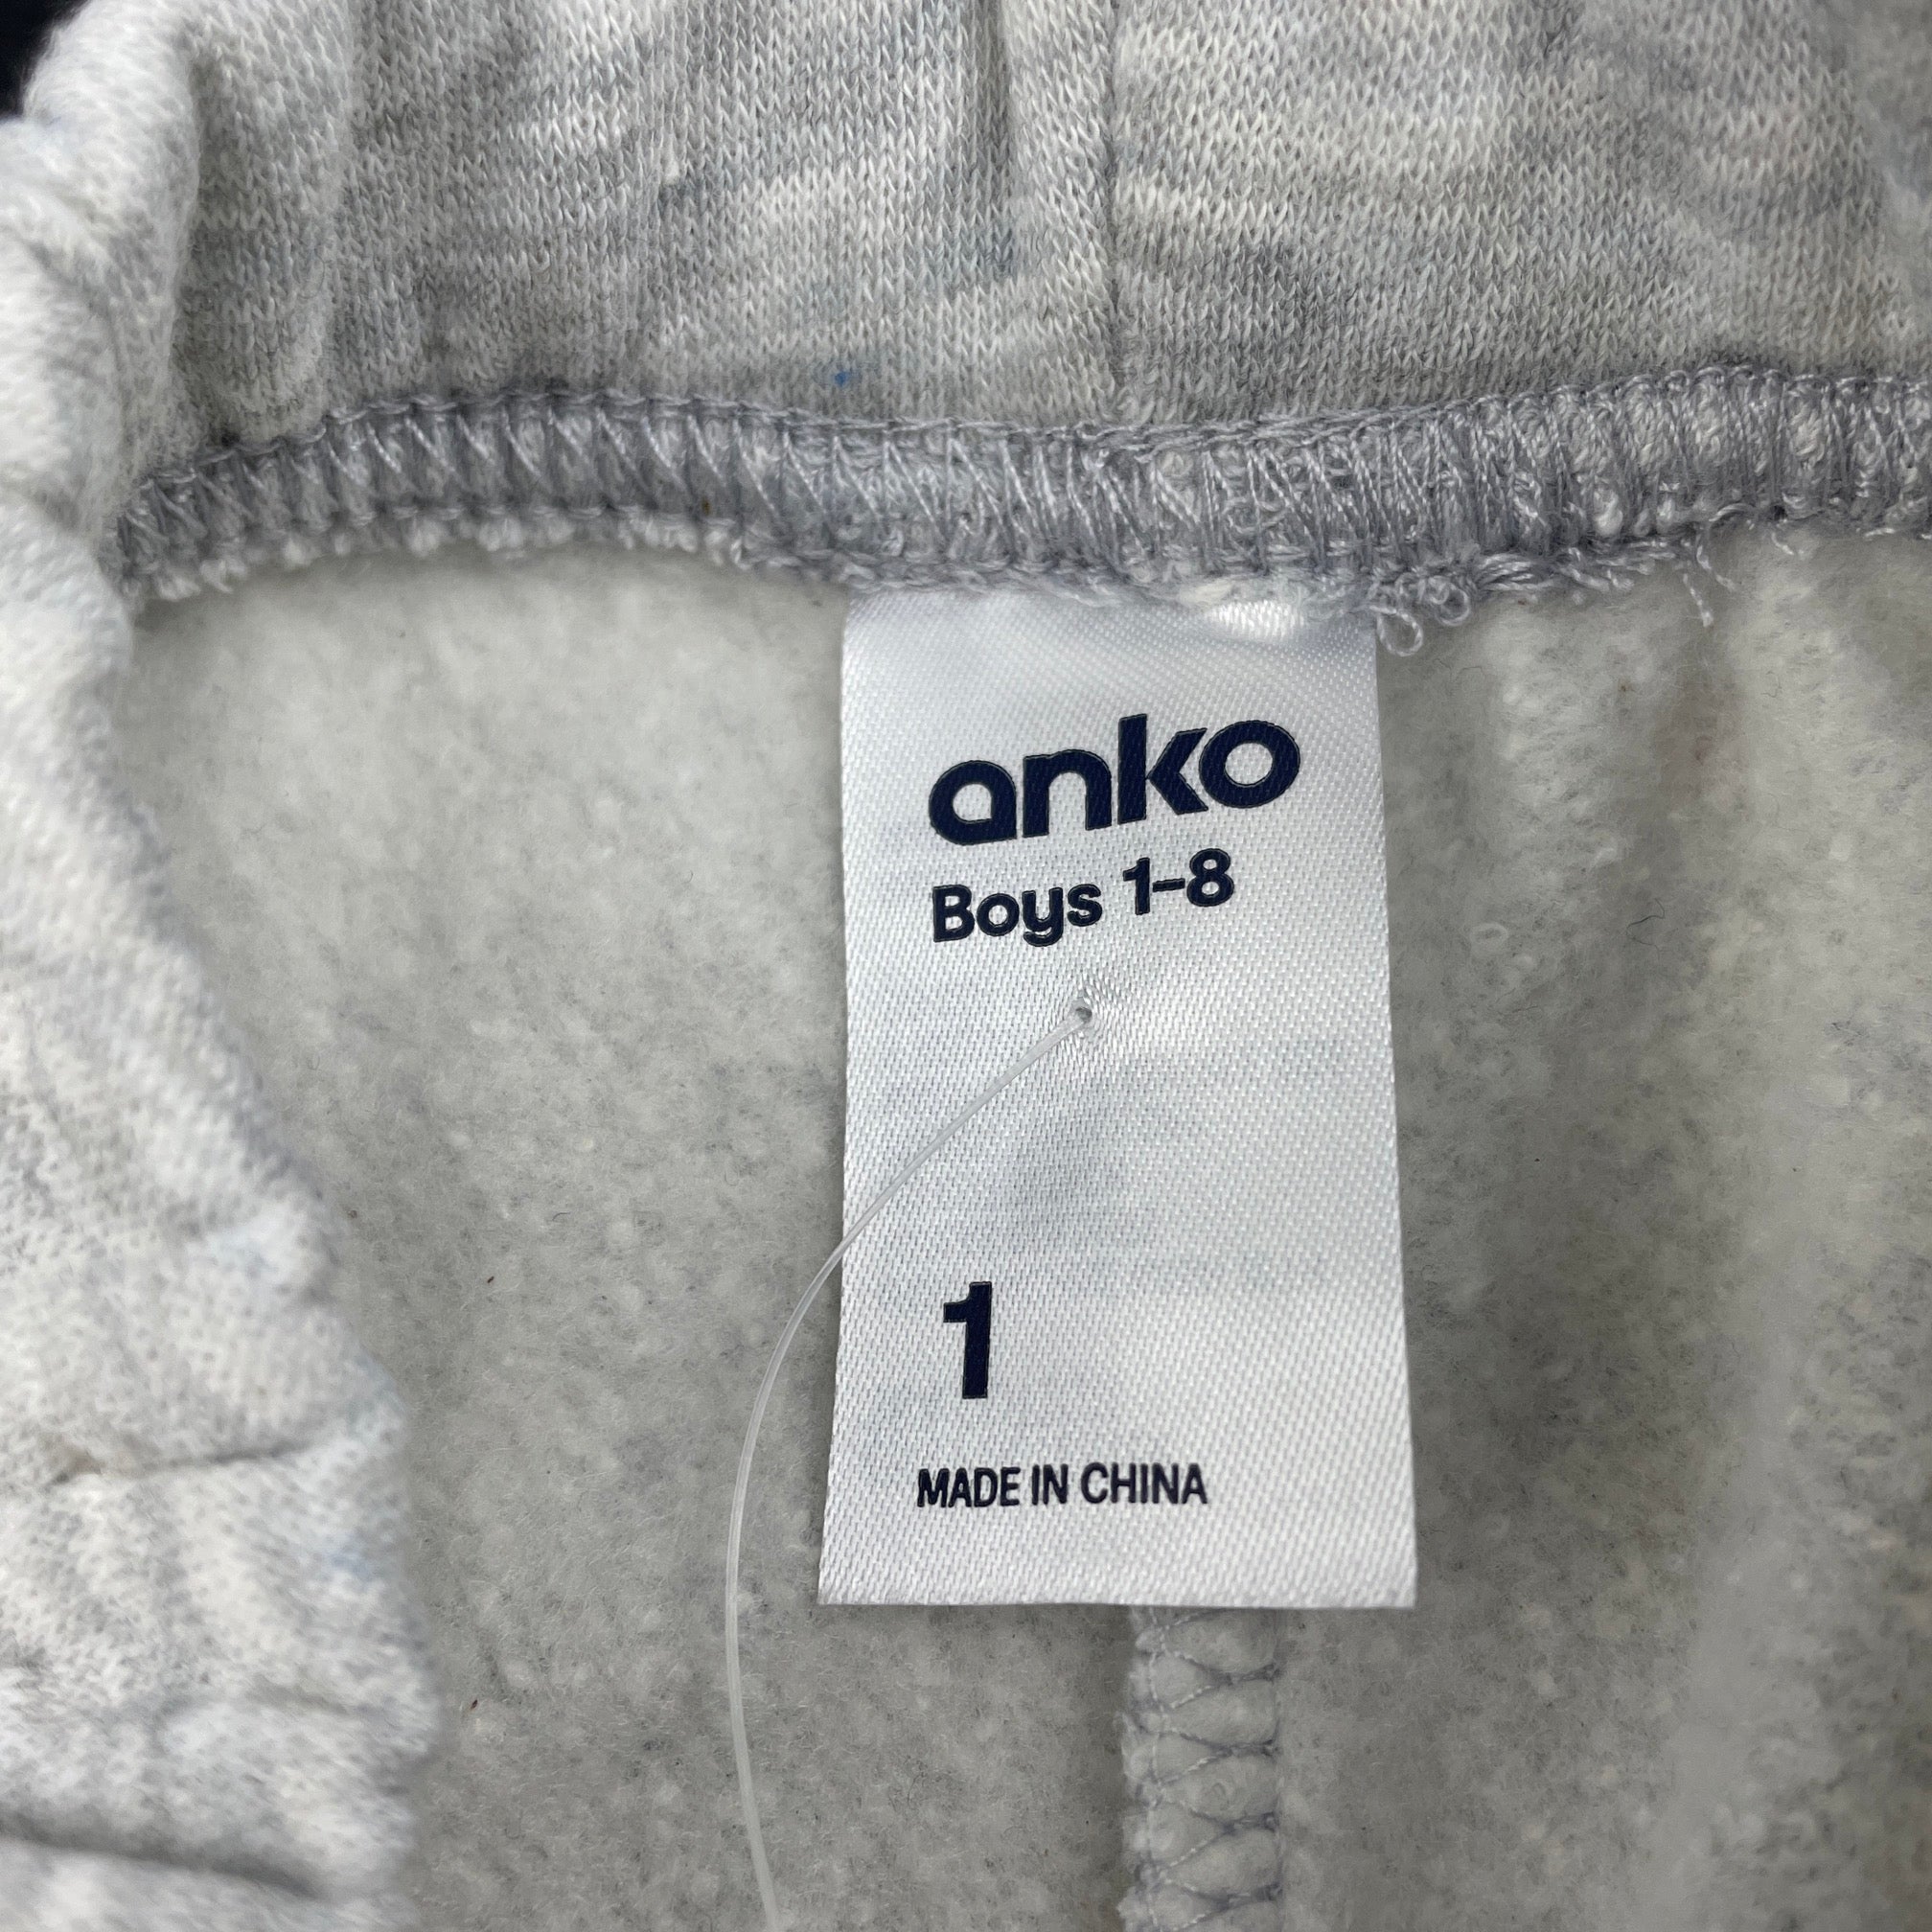 anko
Boys 1-8
1
MADE IN CHINA